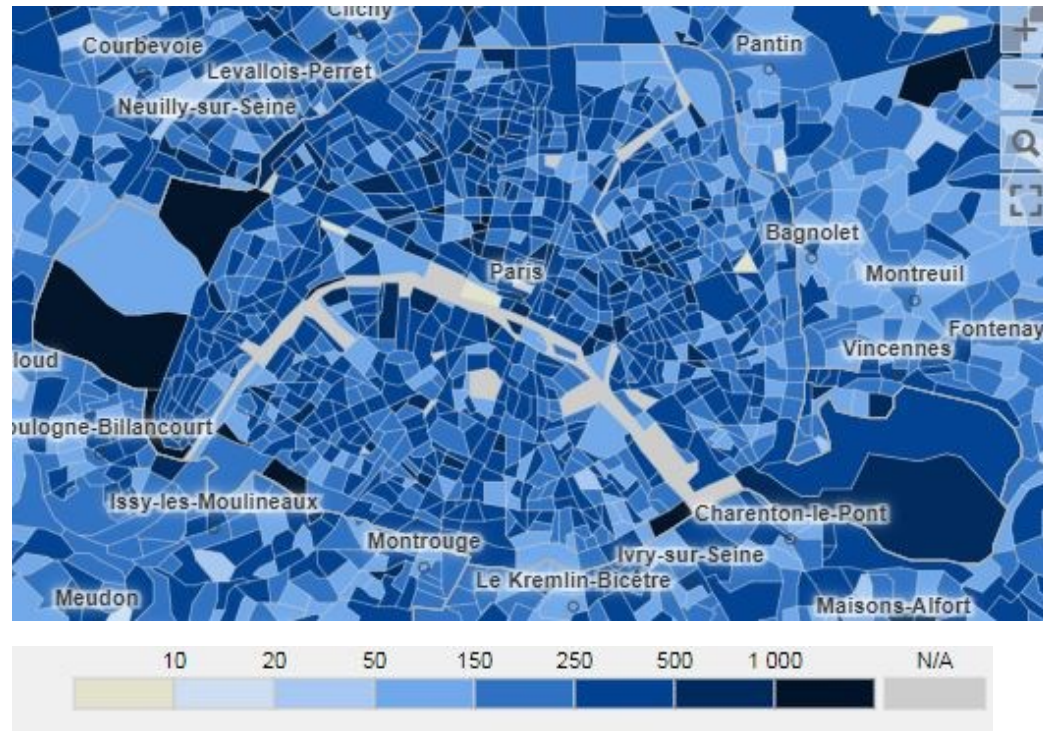 Clichy
Courbevoie
Pantin
Levallois-Perret
Neuilly-sur-Seine
Bagnolet
Paris
Montreuil
Fontenay
Vincennes
loud
oulogne-Billancourt
Issy-les-Moulineaux
Charenton-le-Pont
Montrouge
Ivry-sur-Seine
Le Kremlin-Bicêtre
Meudon
Maisons-Alfort
10 20 50 150 250 500 1 000 N/A